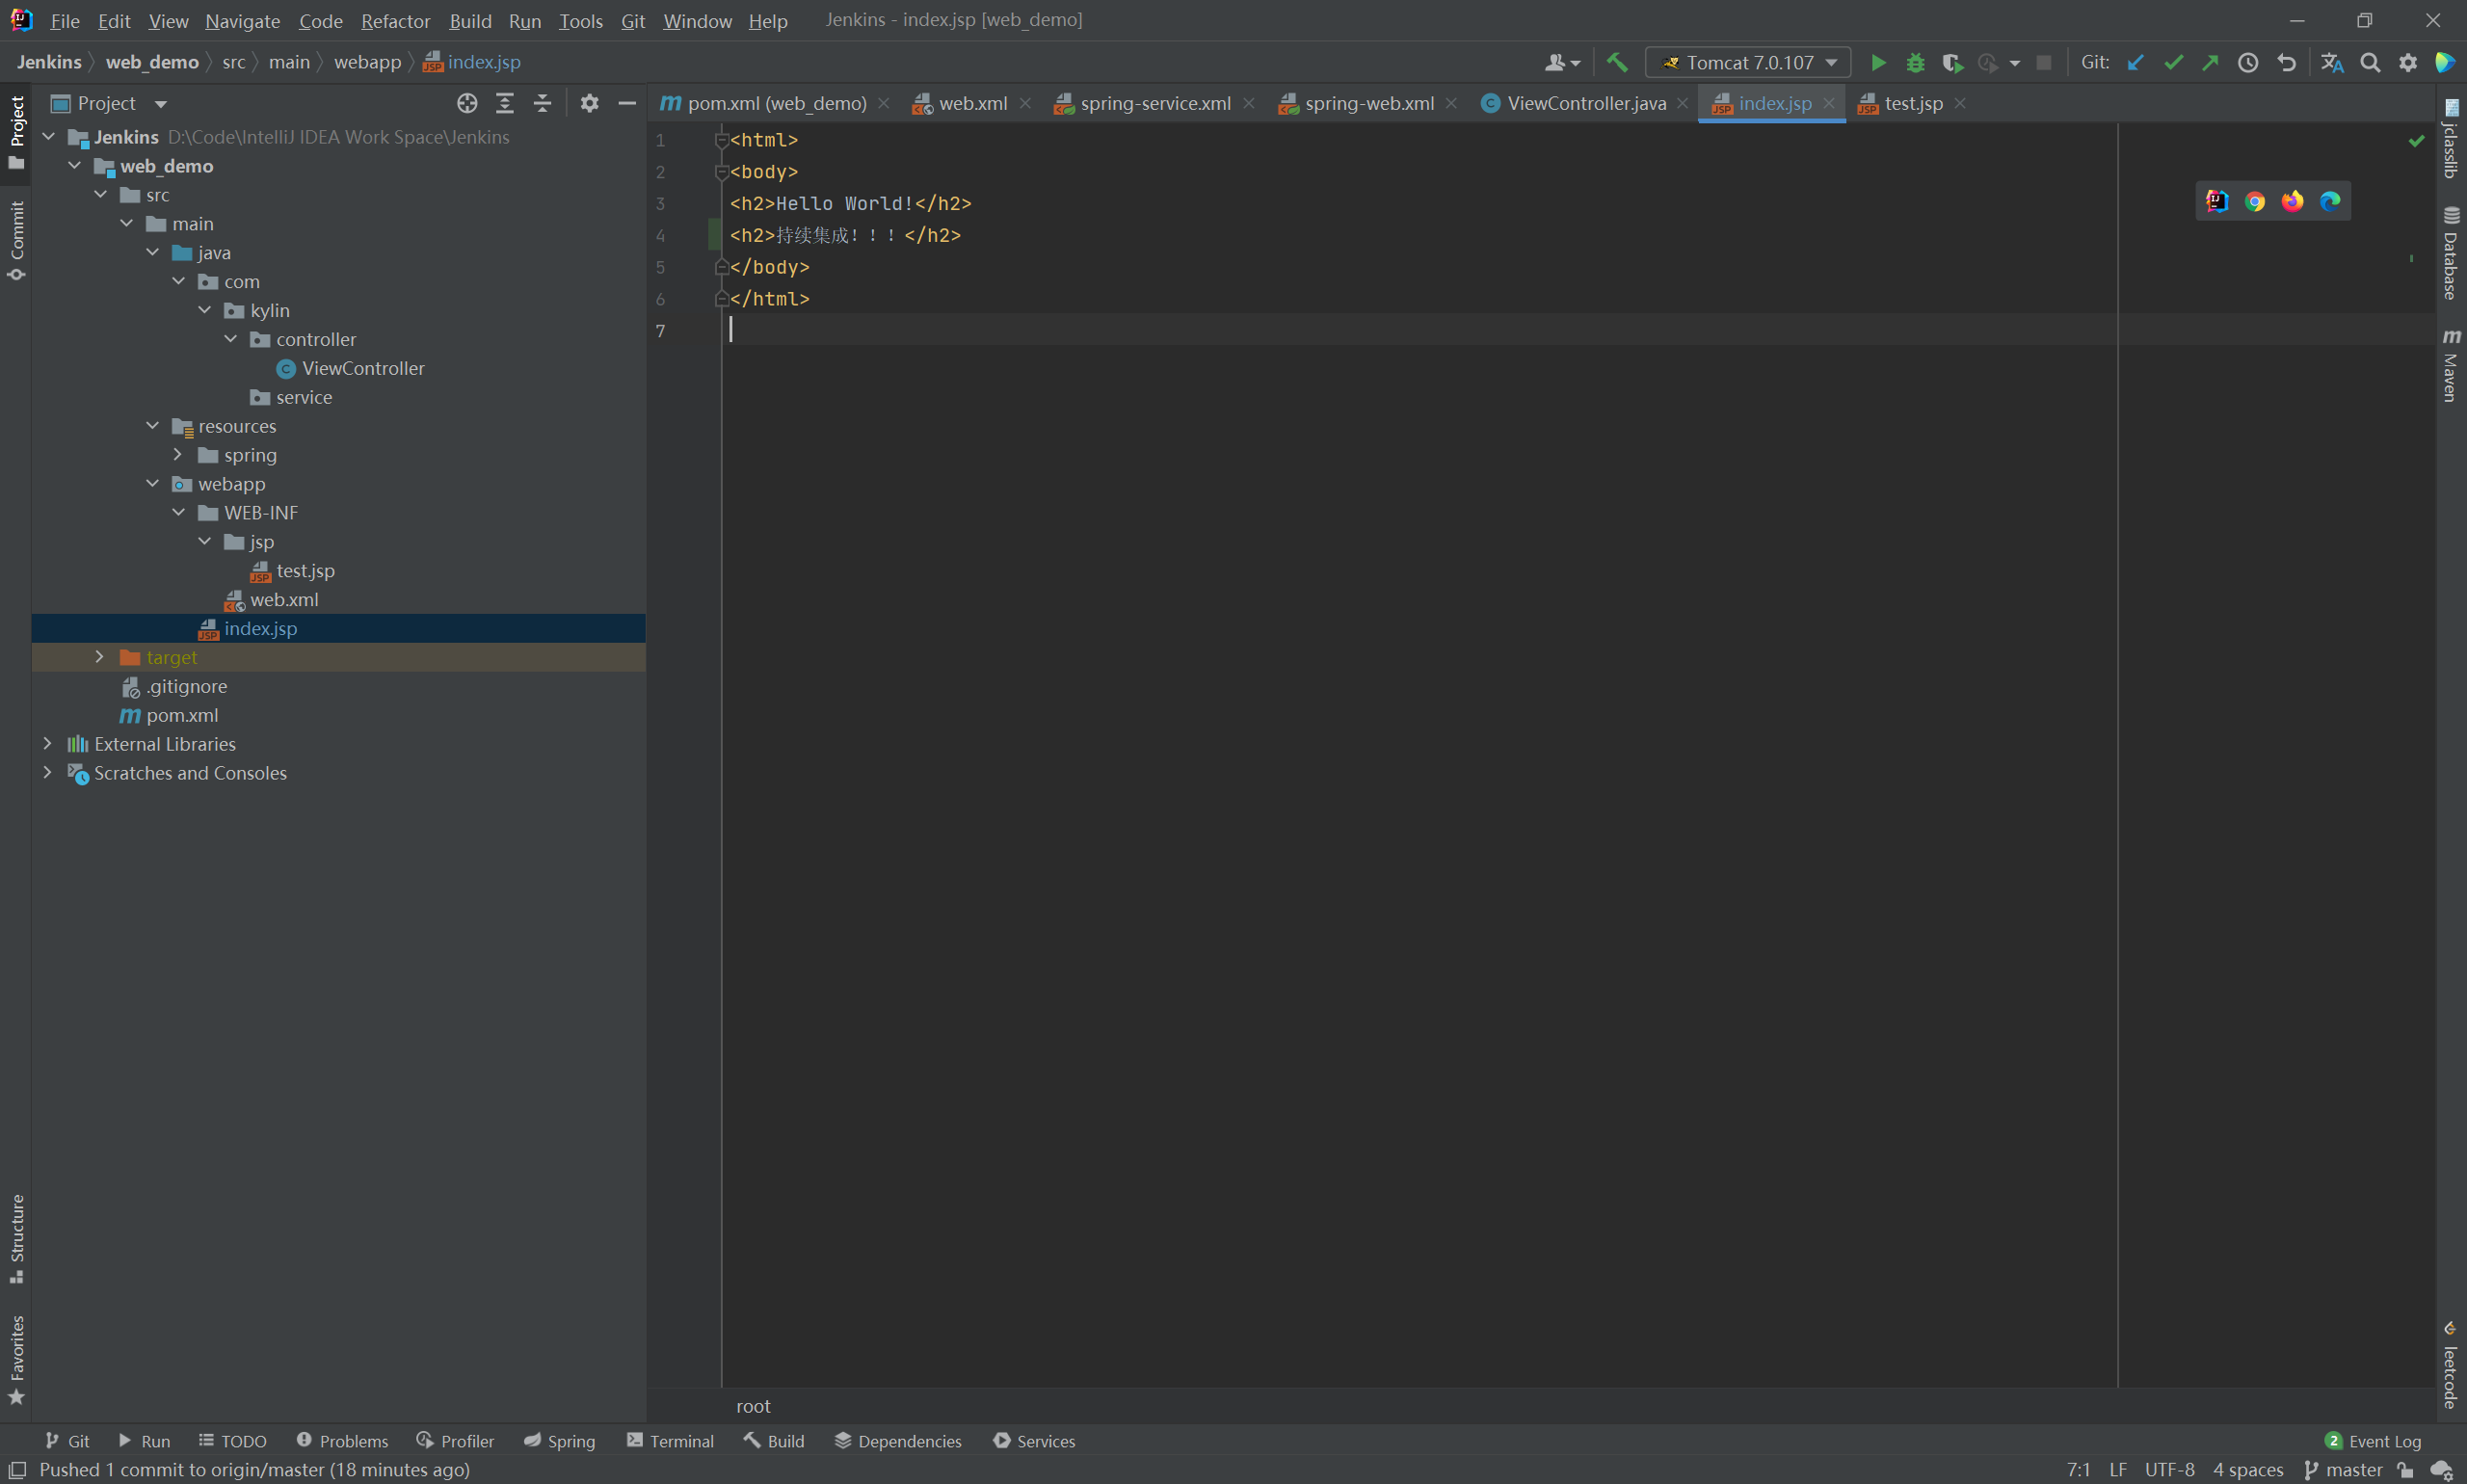 File Edit View Navigate Code Refactor Build Run Tools Git Window Help Jenkins - index.jsp [web_demo]
Jenkins web_demo src main webapp index.jsp Tomcat 7.0.107 Git:
Project
pom.xml (web_demo) web.xml spring-service.xml spring-web.xml ViewController.java index.jsp test.jsp
Jenkins D:\Code\IntelliJ IDEA Work Space\Jenkins
web_demo
src
main
java
com
kylin
controller
ViewController
service
resources
spring
webapp
WEB-INF
jsp
test.jsp
web.xml
index.jsp
target
.gitignore
pom.xml
External Libraries
Scratches and Consoles
1 <html>
2 <body>
3 <h2>Hello World!</h2>
4 <h2>持续集成！！！</h2>
5 </body>
6 </html>
7
root
Project
Commit
Structure
Favorites
jclasslib
Database
Maven
leetcode
Git Run TODO Problems Profiler Spring Terminal Build Dependencies Services 2 Event Log
Pushed 1 commit to origin/master (18 minutes ago) 7:1 LF UTF-8 4 spaces master